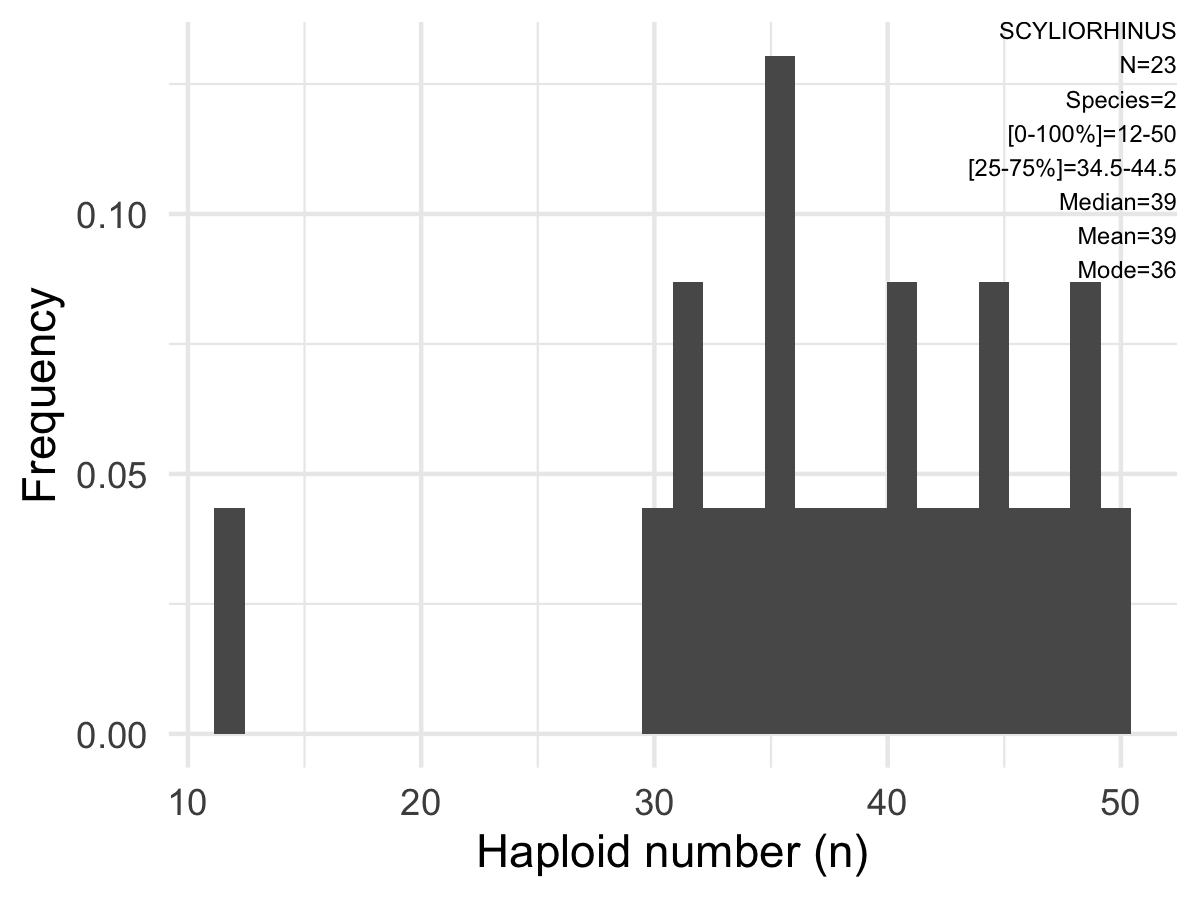 SCYLIORHINUS
N=23
Species=2
[0-100%]=12-50
[25-75%]=34.5-44.5
Median=39
Mean=39
Mode=36
0.10
0.05
0.00
Frequency
10 20 30 40 50
Haploid number (n)